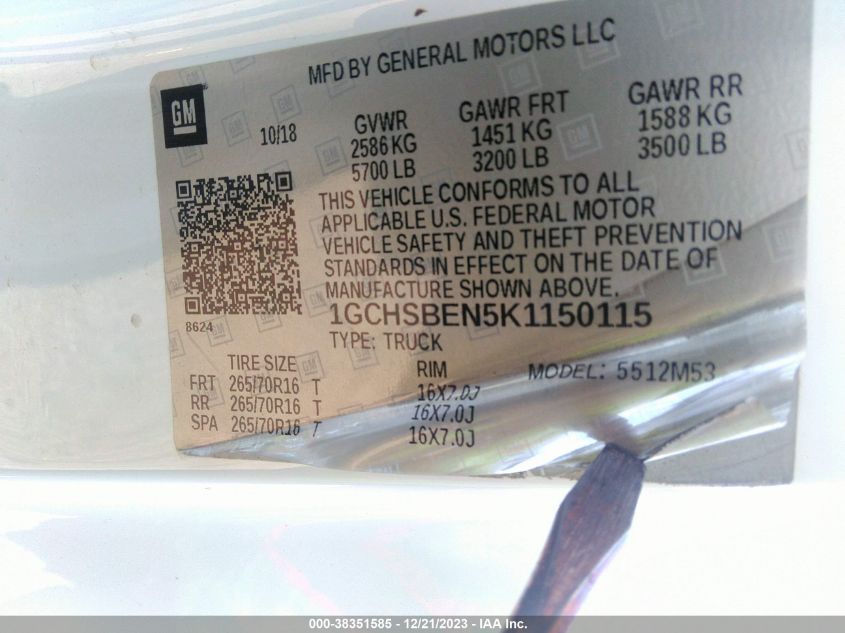 MFD BY GENERAL MOTORS LLC
GM
10/18
GVWR
2586 KG
5700 LB
GAWR FRT
1451 KG
3200 LB
GAWR RR
1588 KG
3500 LB
THIS VEHICLE CONFORMS TO ALL
APPLICABLE U.S. FEDERAL MOTOR
VEHICLE SAFETY AND THEFT PREVENTION
STANDARDS IN EFFECT ON THE DATE OF
MANUFACTURE SHOWN ABOVE.
8624
1GCHSBEN5K1150115
TYPE: TRUCK
TIRE SIZE RIM MODEL: 5512M53
FRT 265/70R16 T 16X7.0J
RR 265/70R16 T 16X7.0J
SPA 265/70R16 T 16X7.0J
000-38351585 - 12/21/2023 - IAA Inc.